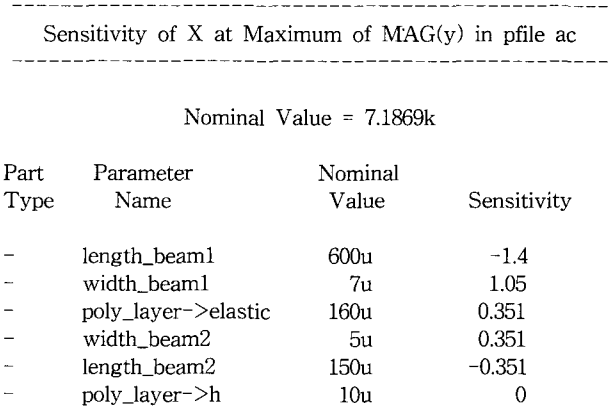 Sensitivity of X at Maximum of MAG(y) in pfile ac
Nominal Value = 7.1869k
Part Parameter Nominal
Type Name Value Sensitivity
- length_beam1 600u -1.4
- width_beam1 7u 1.05
- poly_layer->elastic 160u 0.351
- width_beam2 5u 0.351
- length_beam2 150u -0.351
- poly_layer->h 10u 0